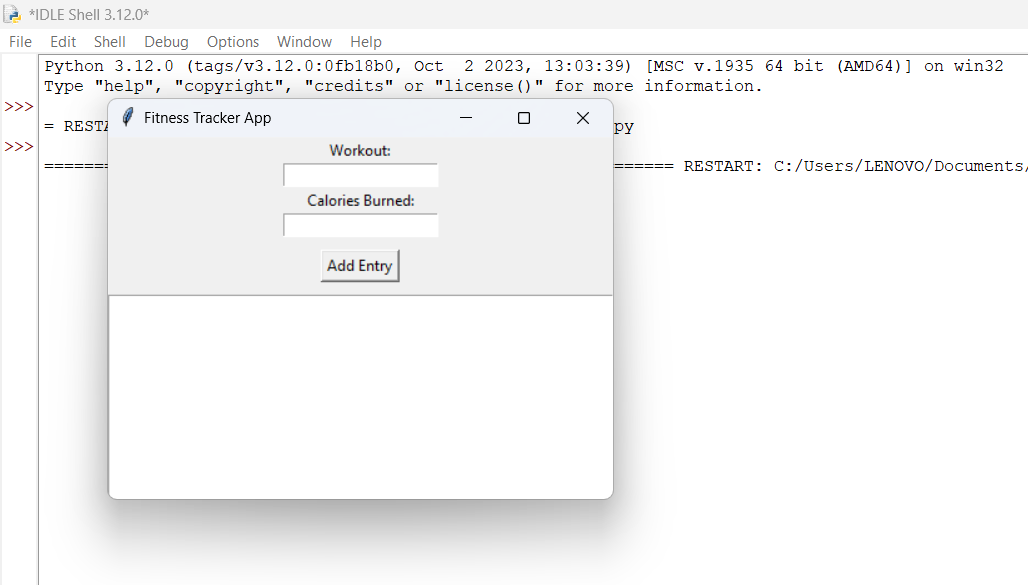 *IDLE Shell 3.12.0*
File Edit Shell Debug Options Window Help
Python 3.12.0 (tags/v3.12.0:0fb18b0, Oct  2 2023, 13:03:39) [MSC v.1935 64 bit (AMD64)] on win32
Type "help", "copyright", "credits" or "license()" for more information.
>>>
= RESTA
py
>>>
======= ====== RESTART: C:/Users/LENOVO/Documents/
Fitness Tracker App
Workout:
Calories Burned:
Add Entry